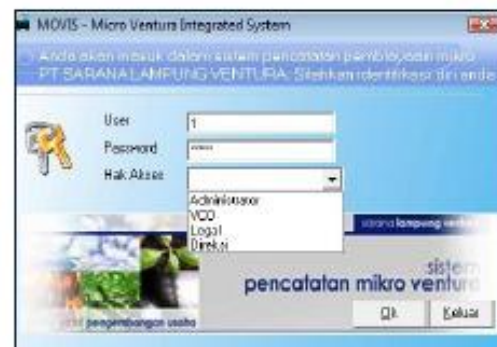 MOVIS - Micro Ventura Integrated System
Anda akan masuk dalam sistem pencatatan pembiayaan mikro
PT SARANA LAMPUNG VENTURA. Silahkan identifikasi diri anda
User
1
Password
*****
Hak Akses
Administrator
VCO
Legal
Direksi
sarana lampung ventura
sistem
pencatatan mikro ventura
pengembangan usaha
Ok
Keluar